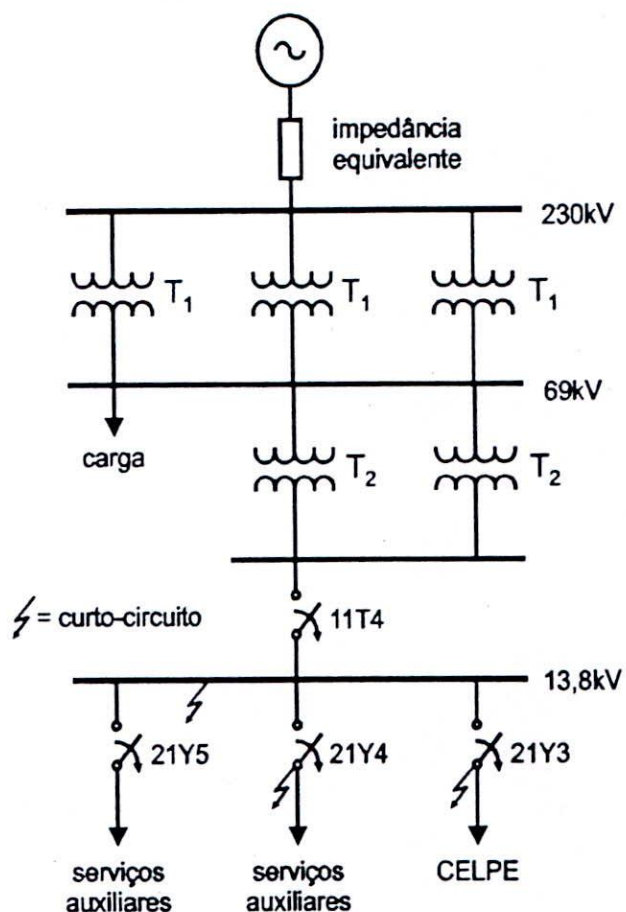 impedância
equivalente
230kV
T₁ T₁ T₁
69kV
carga
T₂ T₂
= curto-circuito
11T4
13,8kV
21Y5 21Y4 21Y3
serviços
auxiliares
serviços
auxiliares
CELPE